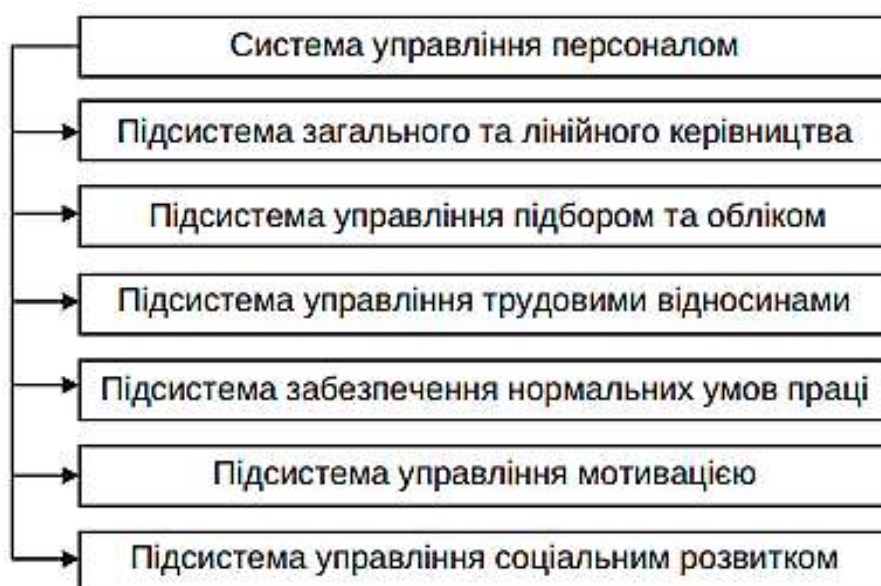 Система управління персоналом
Підсистема загального та лінійного керівництва
Підсистема управління підбором та обліком
Підсистема управління трудовими відносинами
Підсистема забезпечення нормальних умов праці
Підсистема управління мотивацією
Підсистема управління соціальним розвитком